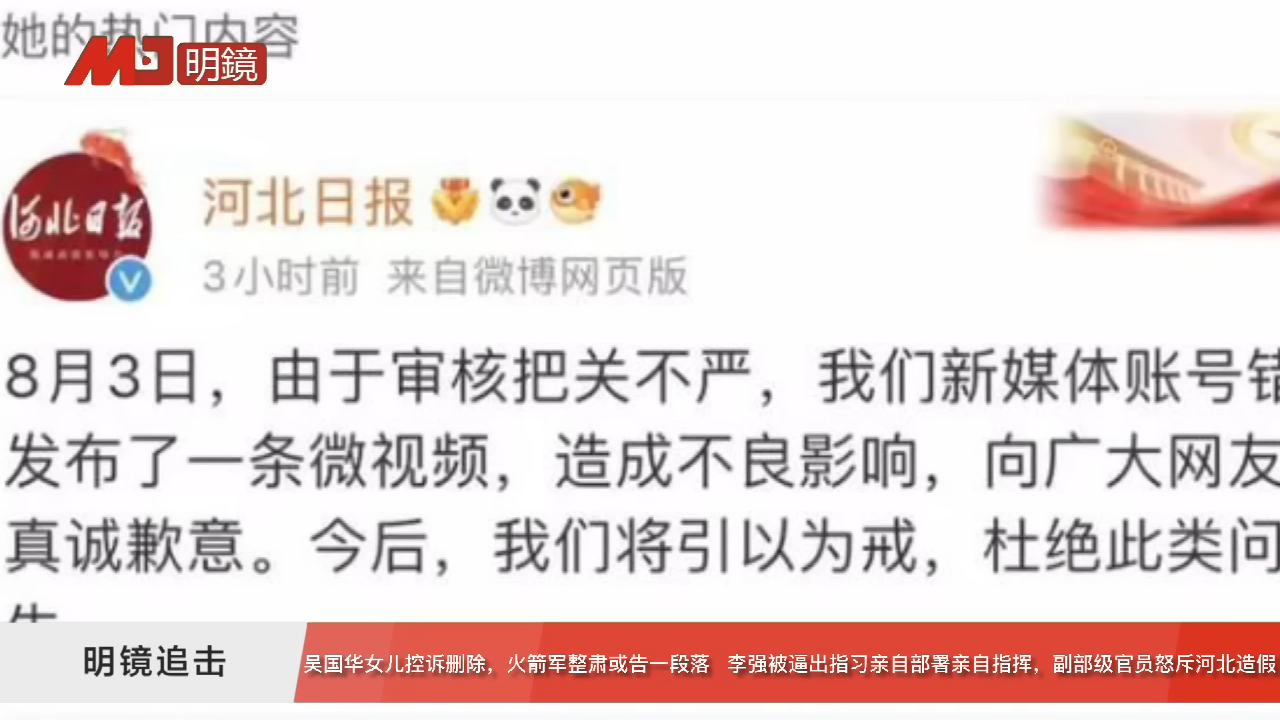 她的热门内容
明鏡
河北日报
河北日报
3小时前 来自微博网页版
8月3日，由于审核把关不严，我们新媒体账号错
发布了一条微视频，造成不良影响，向广大网友
真诚歉意。今后，我们将引以为戒，杜绝此类问
明镜追击
吴国华女儿控诉删除，火箭军整肃或告一段落 李强被逼出指习亲自部署亲自指挥，副部级官员怒斥河北造假